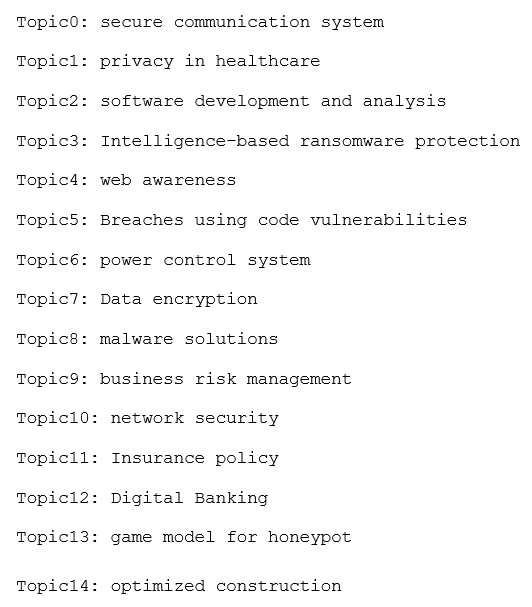 Topic0: secure communication system
Topic1: privacy in healthcare
Topic2: software development and analysis
Topic3: Intelligence-based ransomware protection
Topic4: web awareness
Topic5: Breaches using code vulnerabilities
Topic6: power control system
Topic7: Data encryption
Topic8: malware solutions
Topic9: business risk management
Topic10: network security
Topic11: Insurance policy
Topic12: Digital Banking
Topic13: game model for honeypot
Topic14: optimized construction